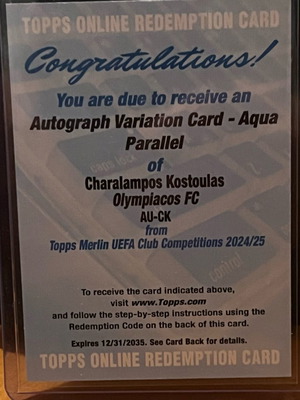 TOPPS ONLINE REDEMPTION CARD
Congratulations!
You are due to receive an
Autograph Variation Card - Aqua
Parallel
of
Charalampos Kostoulas
Olympiacos FC
AU-CK
from
Topps Merlin UEFA Club Competitions 2024/25
To receive the card indicated above,
visit www.Topps.com
and follow the step-by-step instructions using the
Redemption Code on the back of this card.
Expires 12/31/2035. See Card Back for details.
TOPPS ONLINE REDEMPTION CARD
caps lock
control